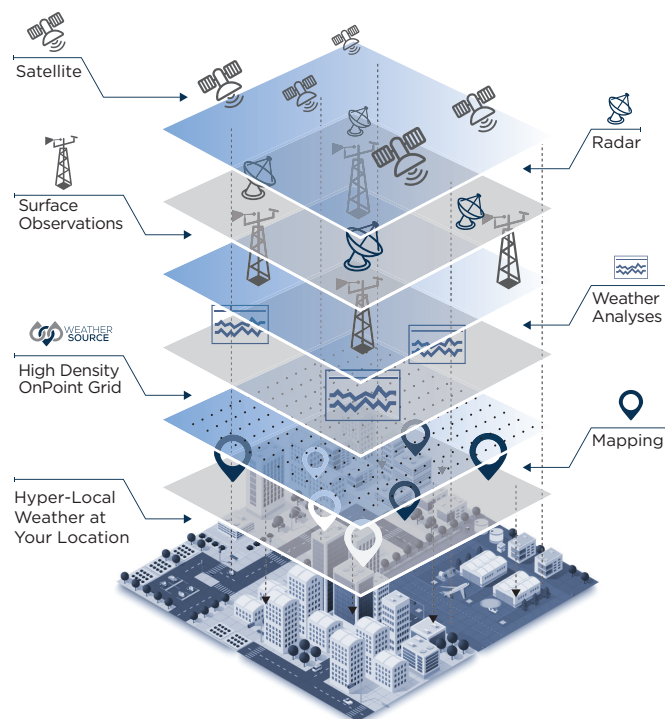 Satellite
Radar
Surface
Observations
Weather
Analyses
WEATHER
SOURCE
High Density
OnPoint Grid
Mapping
Hyper-Local
Weather at
Your Location